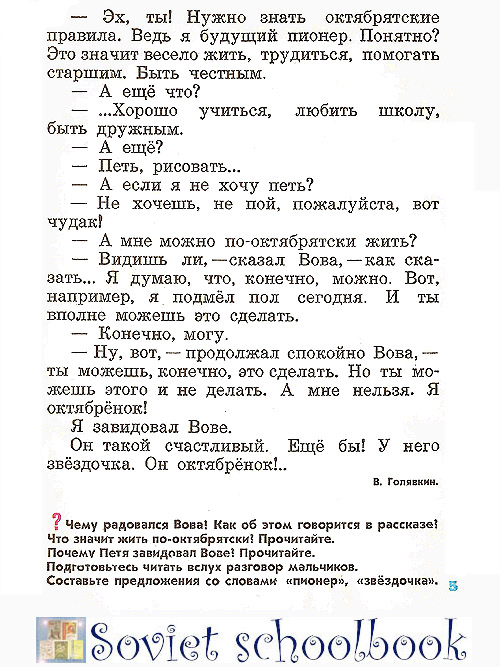 — Эх, ты! Нужно знать октябрятские
правила. Ведь я будущий пионер. Понятно?
Это значит весело жить, трудиться, помогать
старшим. Быть честным.
— А ещё что?
— ...Хорошо учиться, любить школу,
быть дружным.
— А ещё?
— Петь, рисовать...
— А если я не хочу петь?
— Не хочешь, не пой, пожалуйста, вот
чудак!
— А мне можно по-октябрятски жить?
— Видишь ли, — сказал Вова, — как ска-
зать... Я думаю, что, конечно, можно. Вот,
например, я подмёл пол сегодня. И ты
вполне можешь это сделать.
— Конечно, могу.
— Ну, вот, — продолжал спокойно Вова, —
ты можешь, конечно, это сделать. Но ты мо-
жешь этого и не делать. А мне нельзя. Я
октябрёнок!
Я завидовал Вове.
Он такой счастливый. Ещё бы! У него
звёздочка. Он октябрёнок!..
В. Голявкин.
? Чему радовался Вова? Как об этом говорится в рассказе?
Что значит жить по-октябрятски? Прочитайте.
Почему Петя завидовал Вове? Прочитайте.
Подготовьтесь читать вслух разговор мальчиков.
Составьте предложения со словами «пионер», «звёздочка».
5
Soviet schoolbook